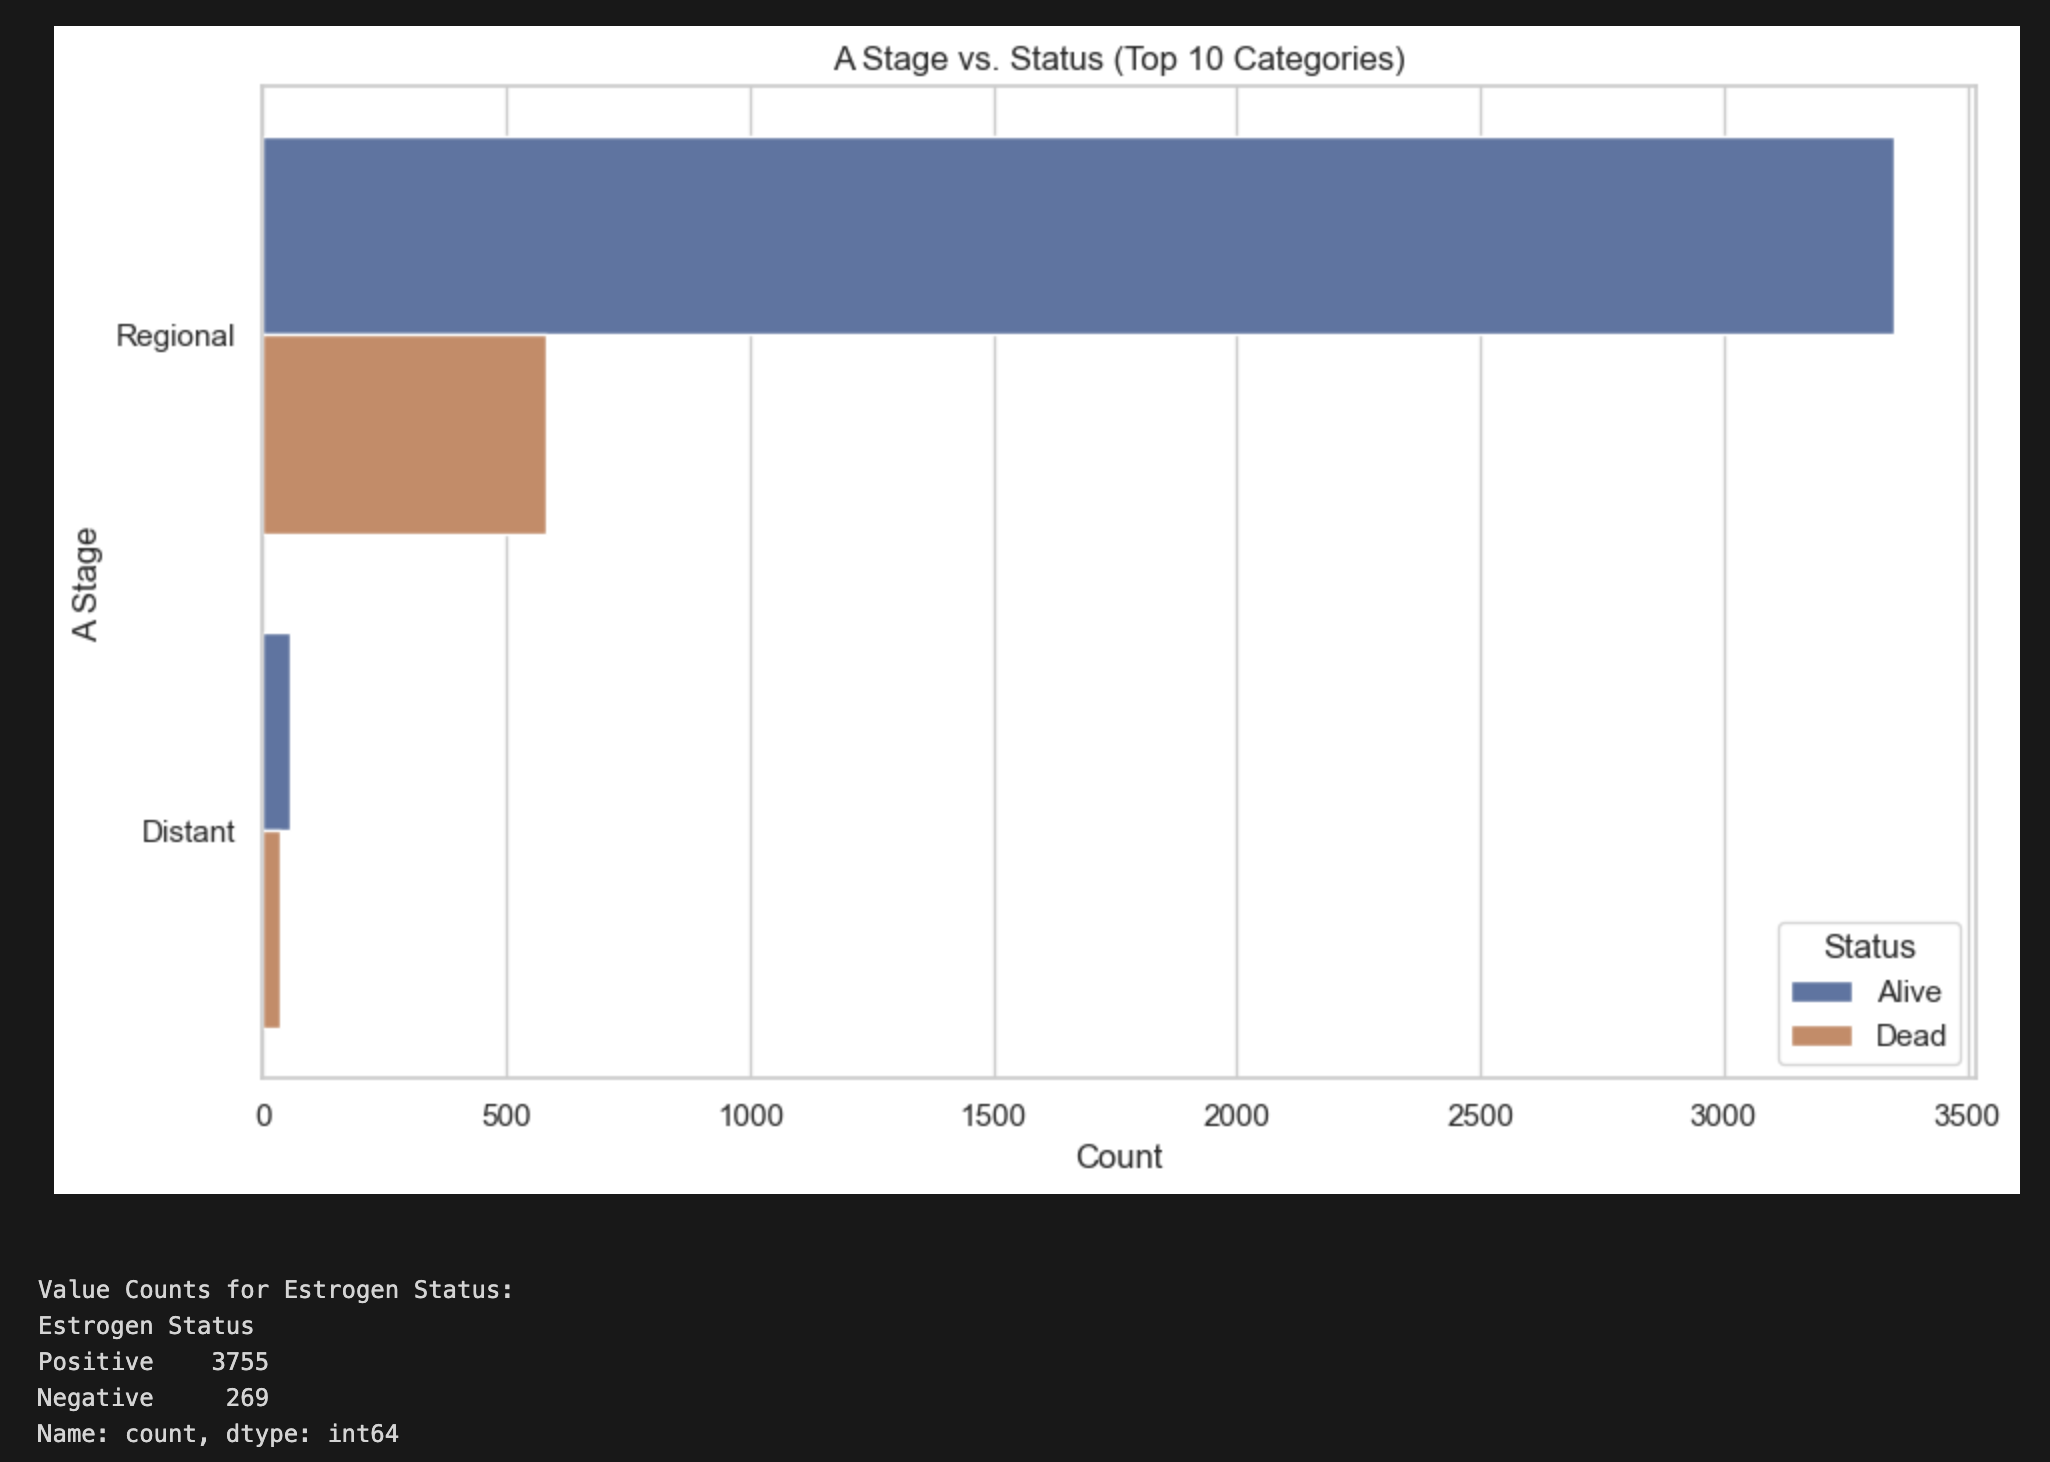 A Stage vs. Status (Top 10 Categories)
A Stage
Regional
Distant
Status
Alive
Dead
0 500 1000 1500 2000 2500 3000 3500
Count
Value Counts for Estrogen Status:
Estrogen Status
Positive    3755
Negative     269
Name: count, dtype: int64